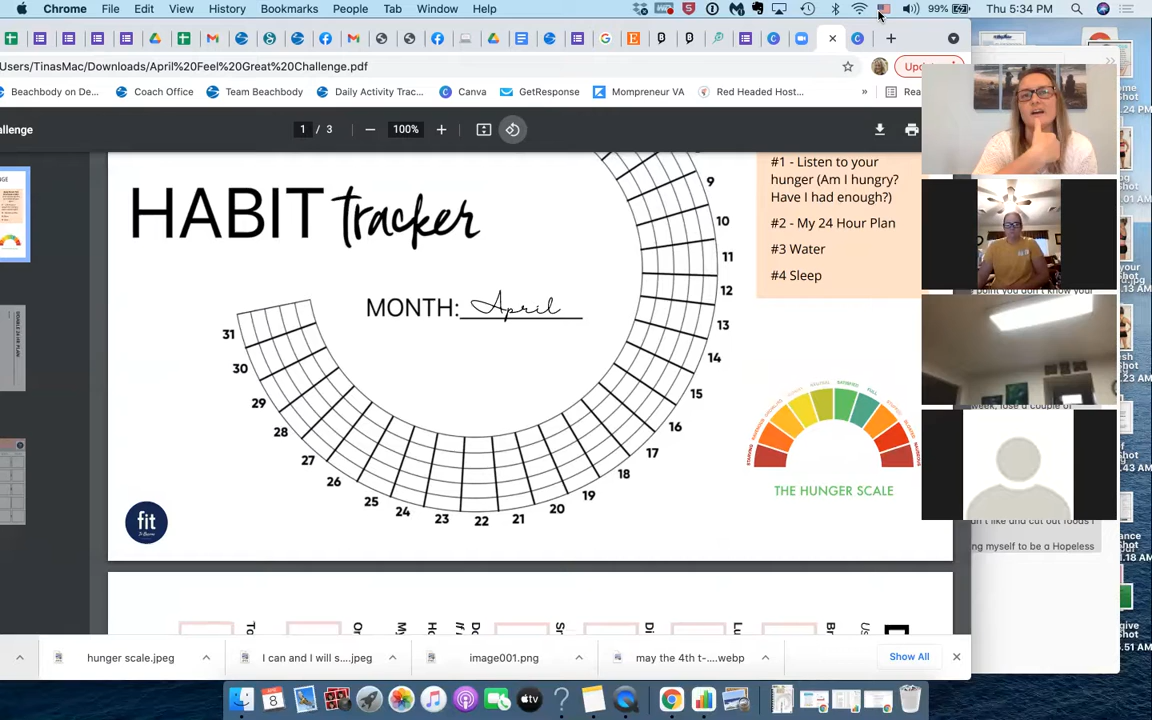 Chrome File Edit View History Bookmarks People Tab Window Help 99% Thu 5:34 PM
Users/TinasMac/Downloads/April%20Feel%20Great%20Challenge.pdf
Beachbody on De... Coach Office Team Beachbody Daily Activity Trac... Canva GetResponse Mompreneur VA Red Headed Host... »
allenge 1 / 3 100%
#1 - Listen to your
hunger (Am I hungry?
Have I had enough?)
#2 - My 24 Hour Plan
#3 Water
#4 Sleep
HABIT tracker
MONTH: April
9
10
11
12
13
14
15
16
17
18
19
20
21
22
23
24
25
26
27
28
29
30
31
THE HUNGER SCALE
fit
hunger scale.jpeg I can and I will s....jpeg image001.png may the 4th t-....webp Show All
ng myself to be a Hopeless